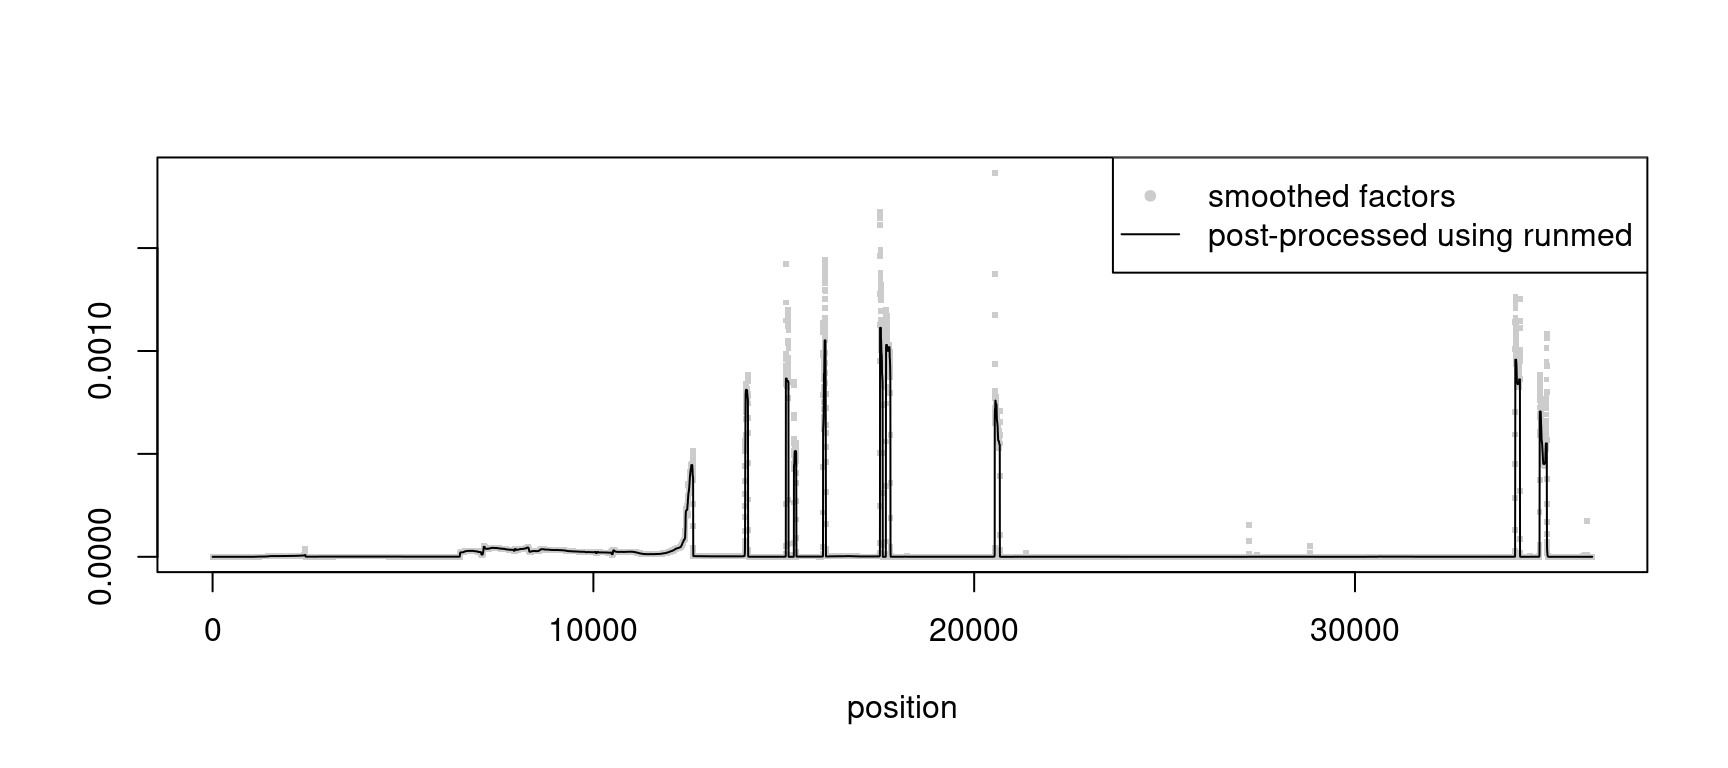 smoothed factors
post-processed using runmed
0.0010
0.0000
0
10000
20000
30000
position